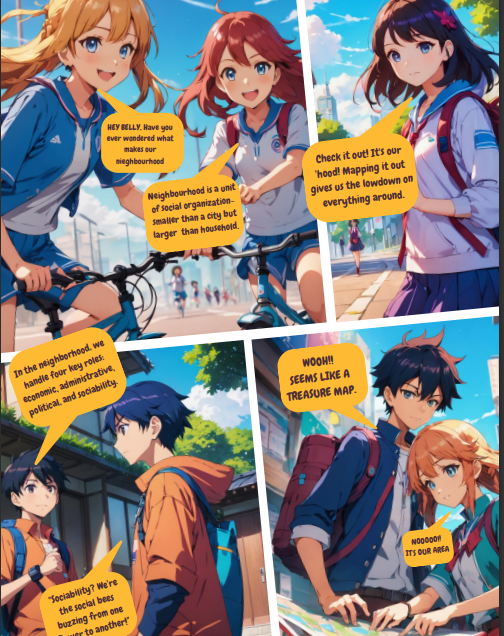 HEY BELLY, Have you
ever wondered what
makes our
neighbourhood
Neighbourhood is a unit
of social organization-
smaller than a city but
larger than household.
Check it out! It's our
'hood! Mapping it out
gives us the lowdown on
everything around.
In the neighborhood, we
handle four key roles:
economic, administrative,
political, and sociability.
"Sociability? We're
the social bees
buzzing from one
to another!"
WOOH!!
SEEMS LIKE A
TREASURE MAP.
NOOOOO!!
IT'S OUR AREA